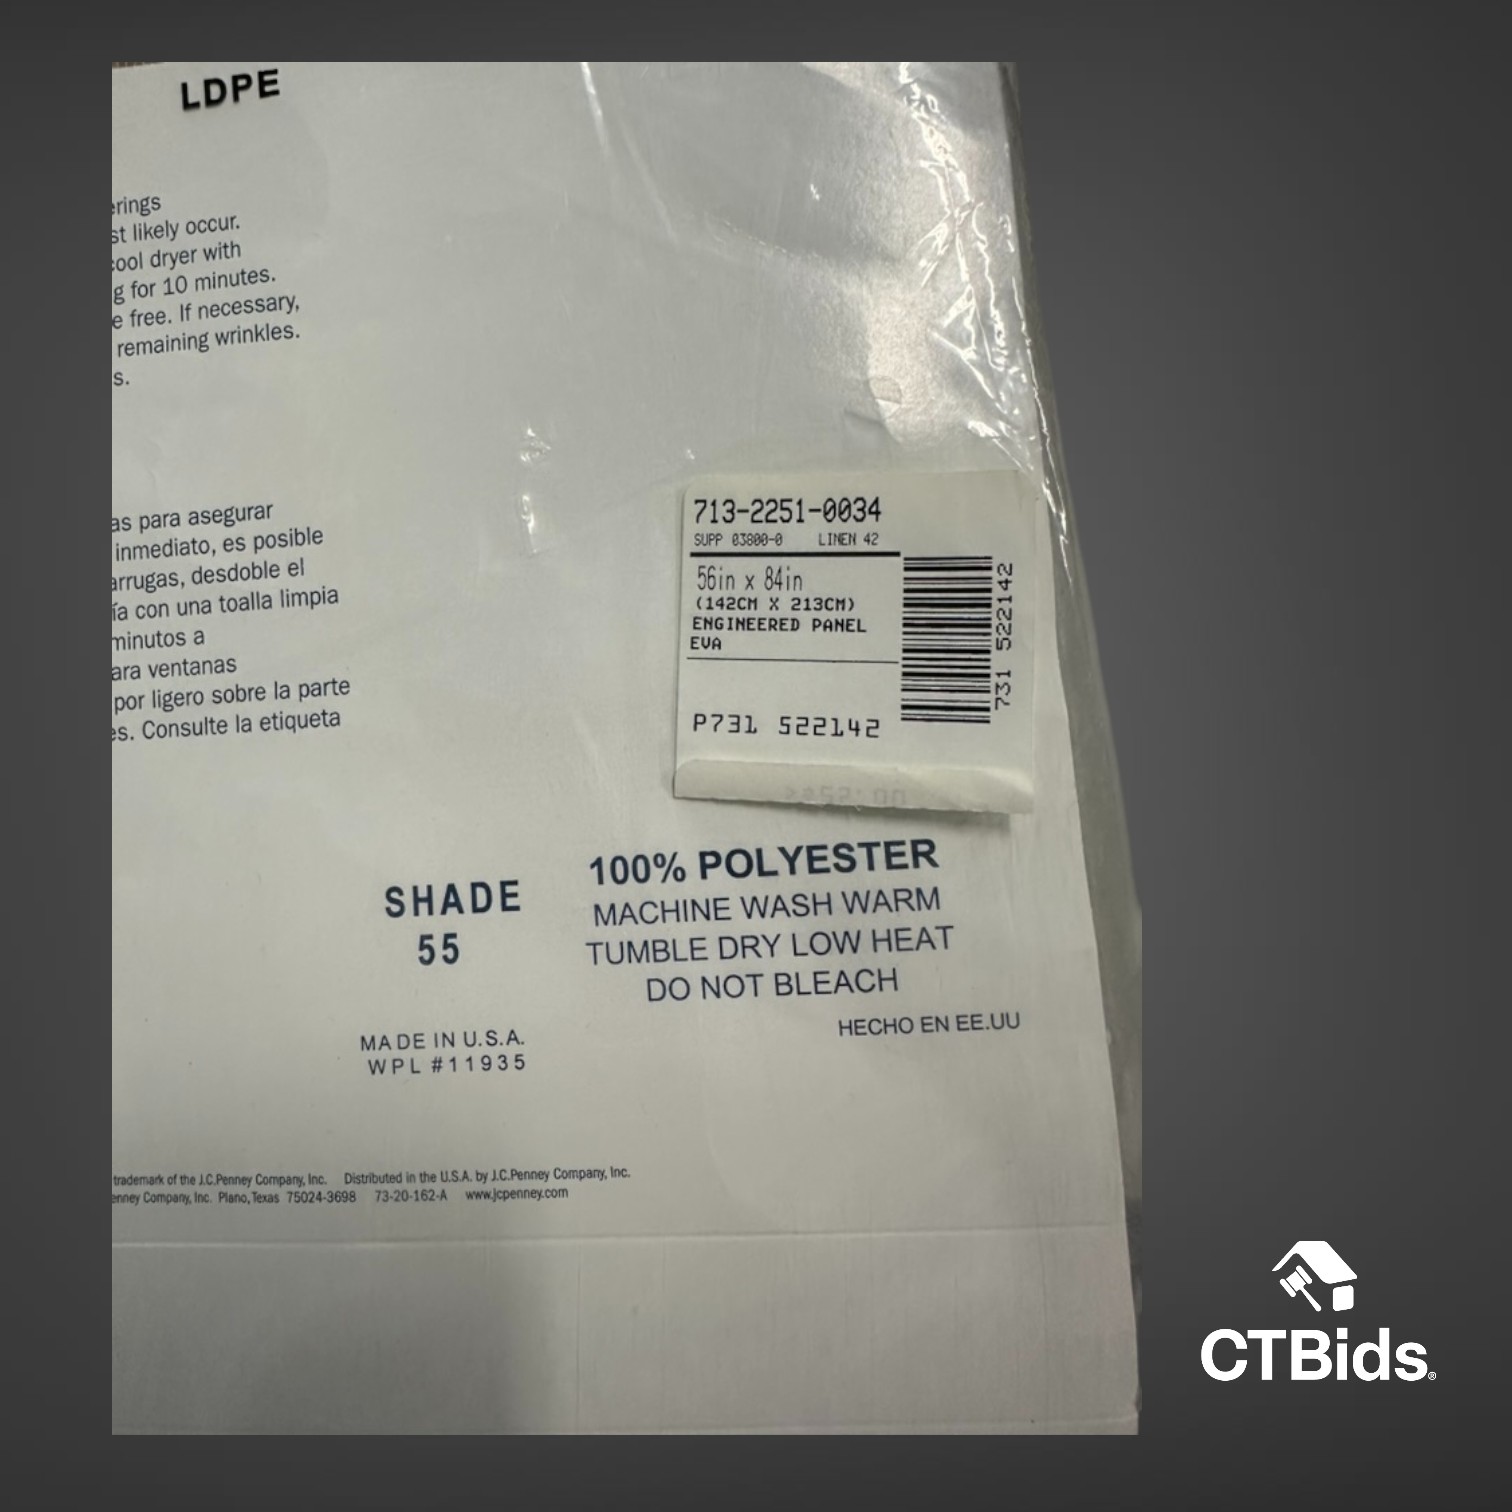 LDPE
erings
st likely occur.
cool dryer with
g for 10 minutes.
e free. If necessary,
remaining wrinkles.
s.
as para asegurar
inmediato, es posible
arrugas, desdoble el
ía con una toalla limpia
minutos a
ara ventanas
por ligero sobre la parte
es. Consulte la etiqueta
713-2251-0034
SUPP 03800-0 LINEN 42
56in x 84in
(142CM X 213CM)
ENGINEERED PANEL
EVA
P731 522142
731 522142
SHADE
55
100% POLYESTER
MACHINE WASH WARM
TUMBLE DRY LOW HEAT
DO NOT BLEACH
HECHO EN EE.UU
MADE IN U.S.A.
WPL #11935
trademark of the J.C.Penney Company, Inc. Distributed in the U.S.A. by J.C.Penney Company, Inc.
enney Company, Inc. Plano, Texas 75024-3698 73-20-162-A www.jcpenney.com
CTBids®